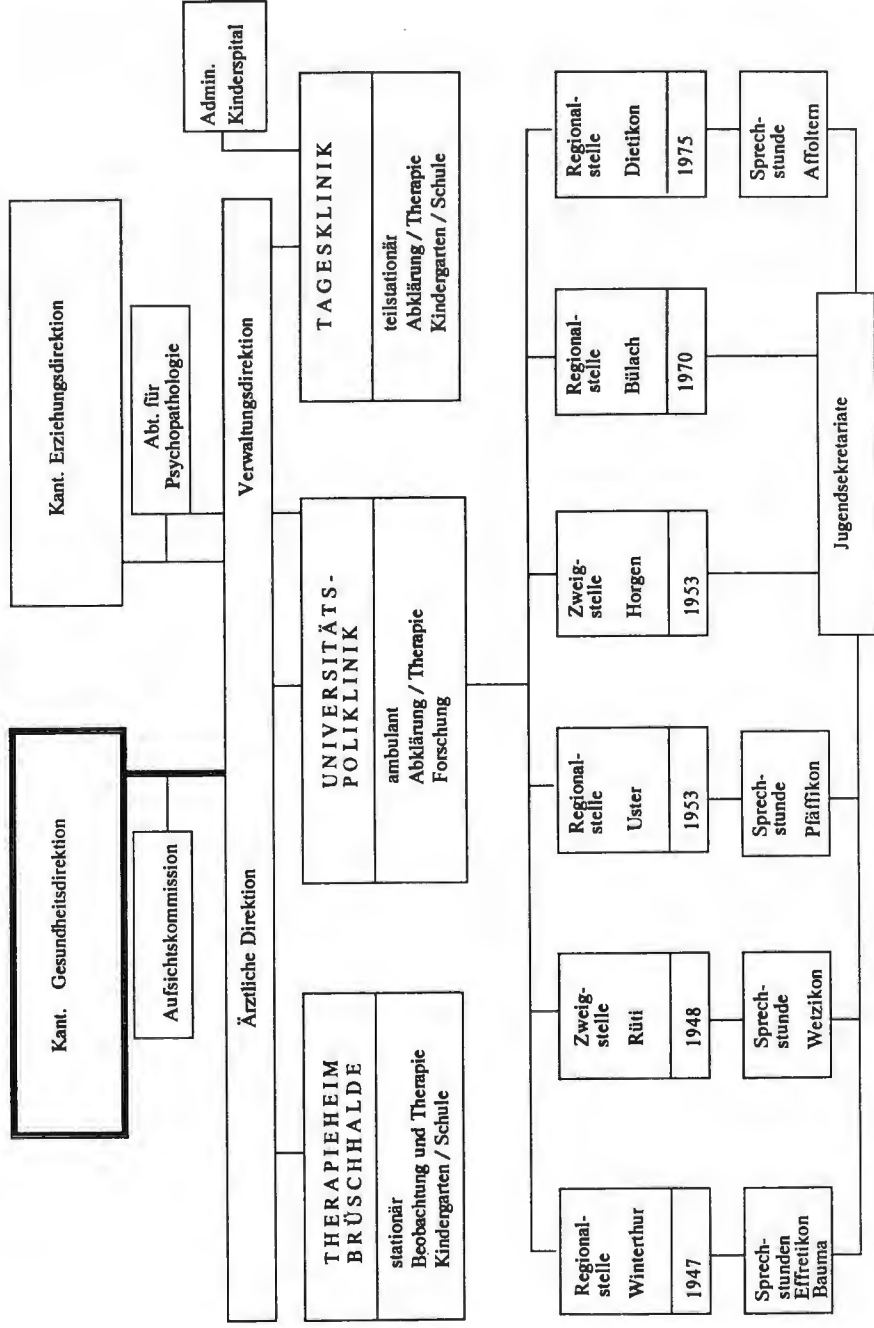 Kant. Gesundheitsdirektion
Kant. Erziehungsdirektion
Aufsichtskommission
Abt. für
Psychopathologie
Admin.
Kinderspital
Ärztliche Direktion
Verwaltungsdirektion
THERAPIEHEIM
BRÜSCHHALDE
stationär
Beobachtung und Therapie
Kindergarten / Schule
UNIVERSITÄTS-
POLIKLINIK
ambulant
Abklärung / Therapie
Forschung
TAGESKLINIK
teilstationär
Abklärung / Therapie
Kindergarten / Schule
Regional-
stelle
Winterthur
1947
Zweig-
stelle
Rüti
1948
Regional-
stelle
Uster
1953
Zweig-
stelle
Horgen
1953
Regional-
stelle
Bülach
1970
Regional-
stelle
Dietikon
1975
Sprech-
stunden
Effretikon
Bauma
Sprech-
stunde
Wetzikon
Sprech-
stunde
Pfäffikon
Sprech-
stunde
Affoltern
Jugendsekretariate